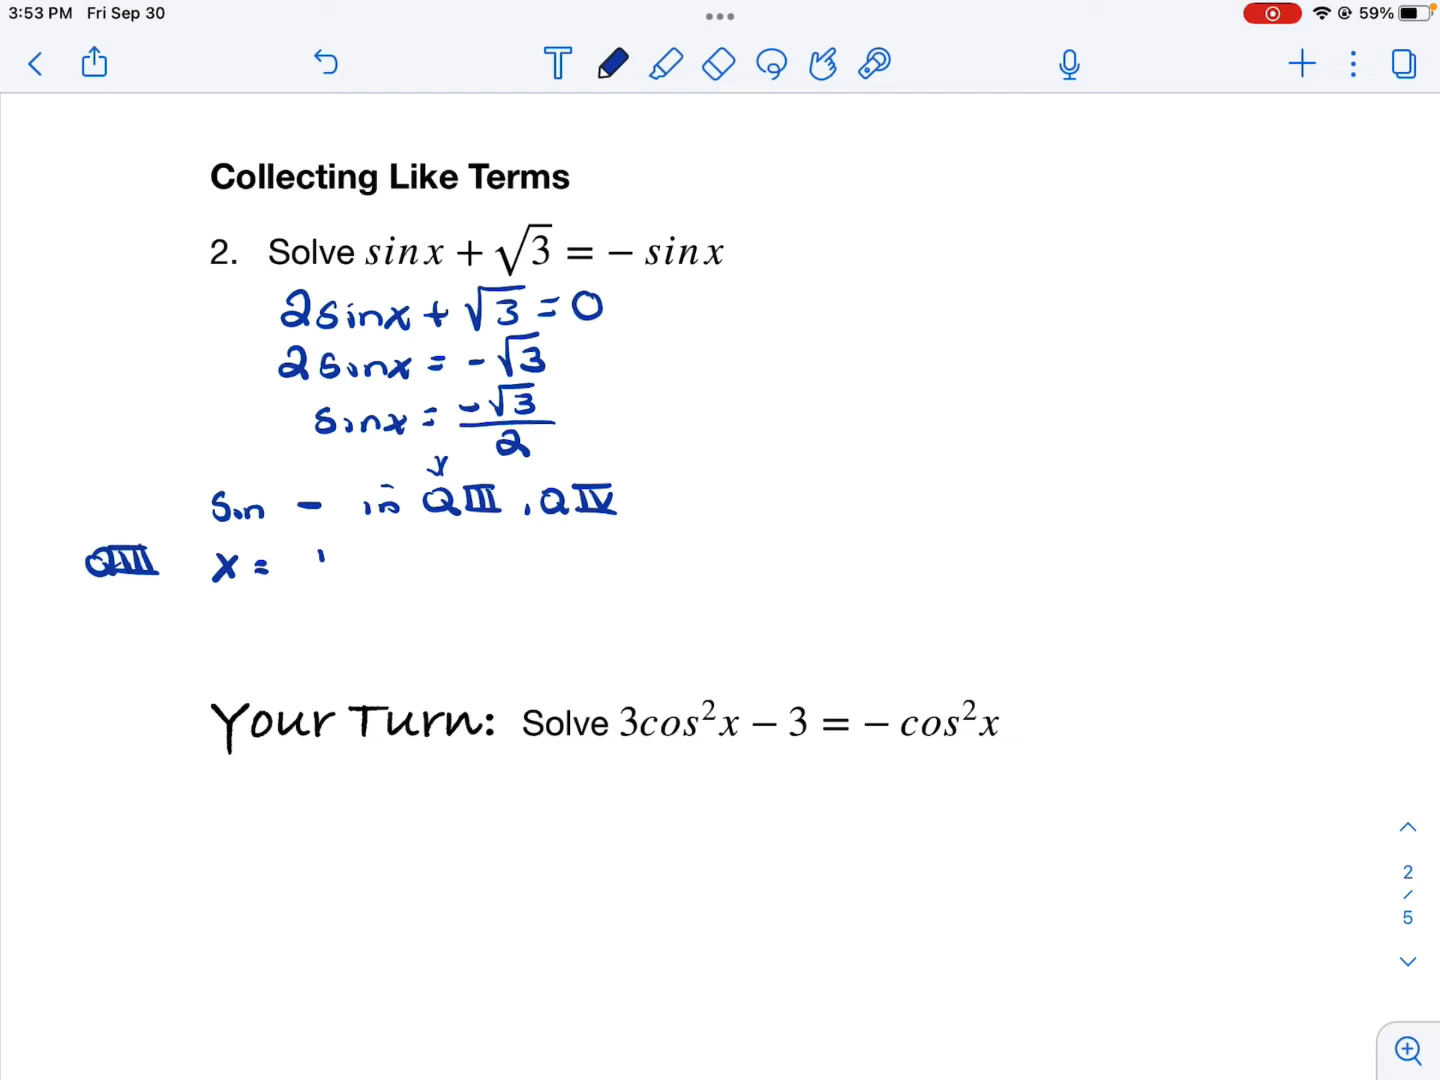 3:53 PM Fri Sep 30
59%
Collecting Like Terms
2. Solve sinx + √3 = − sinx
2sinx + √3 = 0
2sinx = -√3
sinx = -√3/2
sin - in QIII, QIV
QIII x =
Your Turn: Solve 3cos²x − 3 = − cos²x
2
/
5